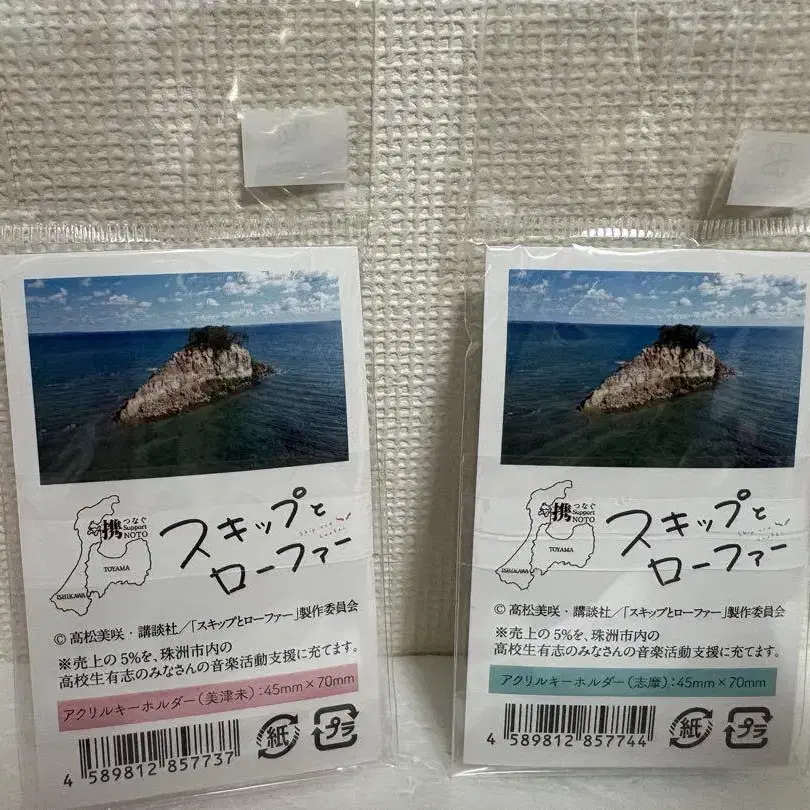 携 つなぐ
Support
NOTO
TOYAMA
ISHIKAWA
スキップと
skip and
loafer
ローファー
© 高松美咲・講談社/「スキップとローファー」製作委員会
※売上の5%を、珠洲市内の
高校生有志のみなさんの音楽活動支援に充てます。
アクリルキーホルダー(美津未):45mm×70mm
4 589812 857737
紙
プラ
携 つなぐ
Support
NOTO
TOYAMA
ISHIKAWA
スキップと
skip and
loafer
ローファー
© 高松美咲・講談社/「スキップとローファー」製作委員会
※売上の5%を、珠洲市内の
高校生有志のみなさんの音楽活動支援に充てます。
アクリルキーホルダー(志摩):45mm×70mm
4 589812 857744
紙
プラ